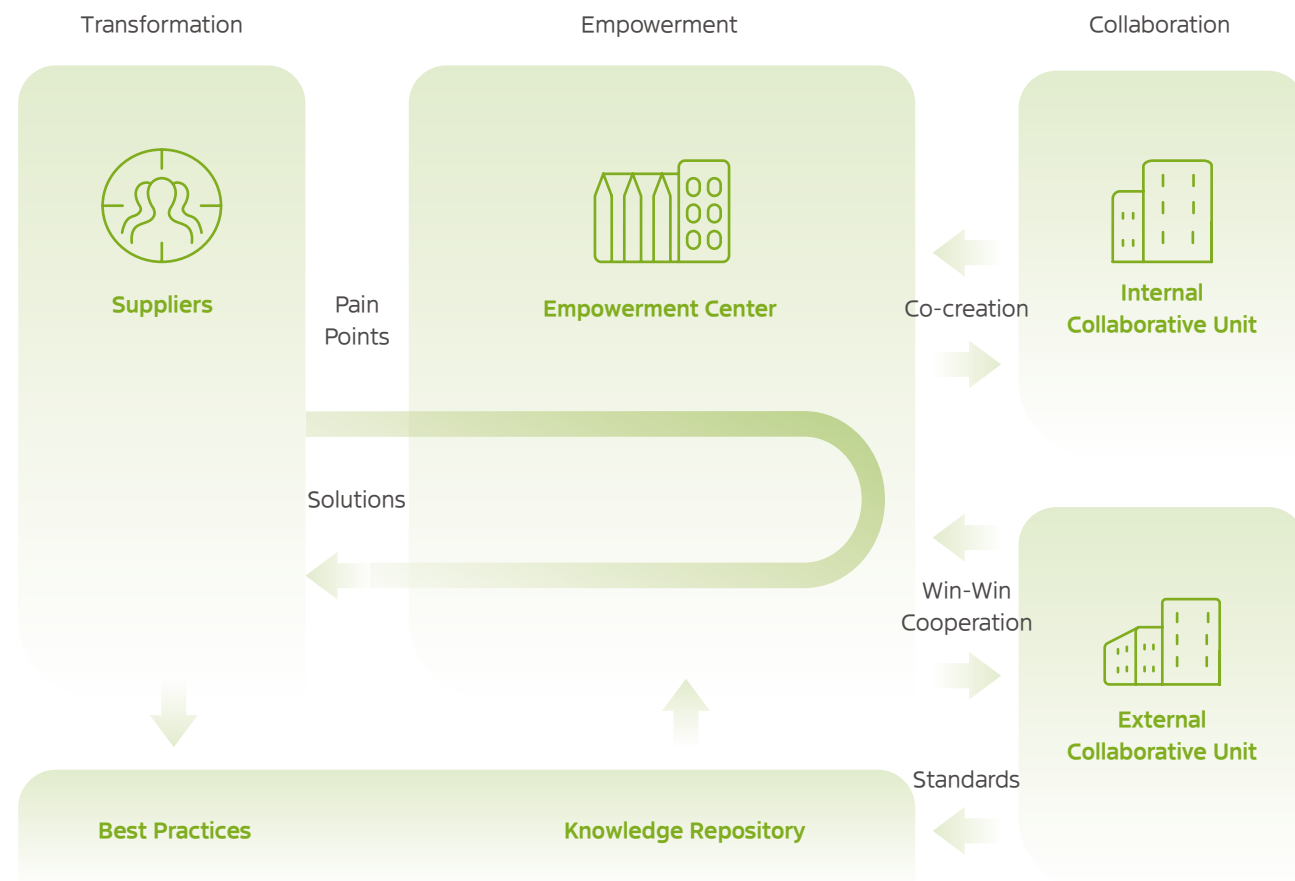 Transformation
Empowerment
Collaboration
Suppliers
Pain
Points
Empowerment Center
Co-creation
Internal
Collaborative Unit
Solutions
Win-Win
Cooperation
External
Collaborative Unit
Standards
Best Practices
Knowledge Repository